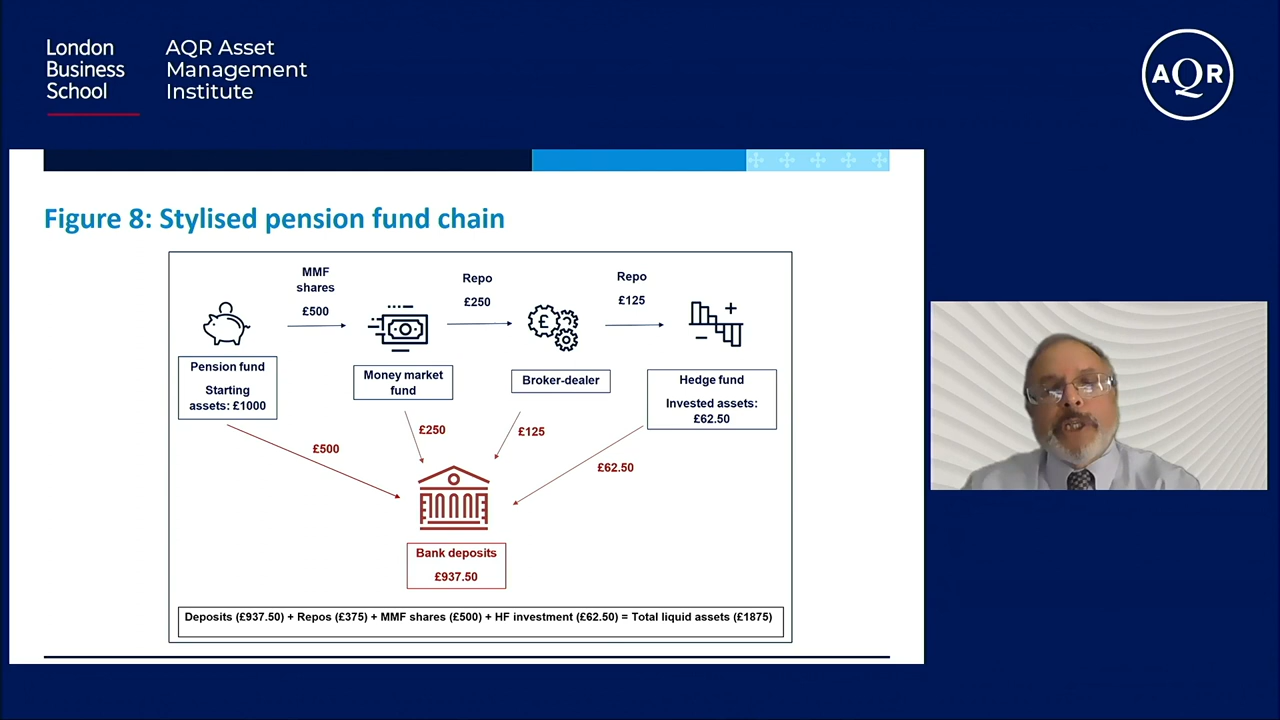 London
Business
School
AQR Asset
Management
Institute
AQR
Figure 8: Stylised pension fund chain
MMF
shares
£500
Repo
£250
Repo
£125
£
Pension fund
Starting
assets: £1000
Money market
fund
Broker-dealer
Hedge fund
Invested assets:
£62.50
£500
£250
£125
£62.50
Bank deposits
£937.50
Deposits (£937.50) + Repos (£375) + MMF shares (£500) + HF investment (£62.50) = Total liquid assets (£1875)